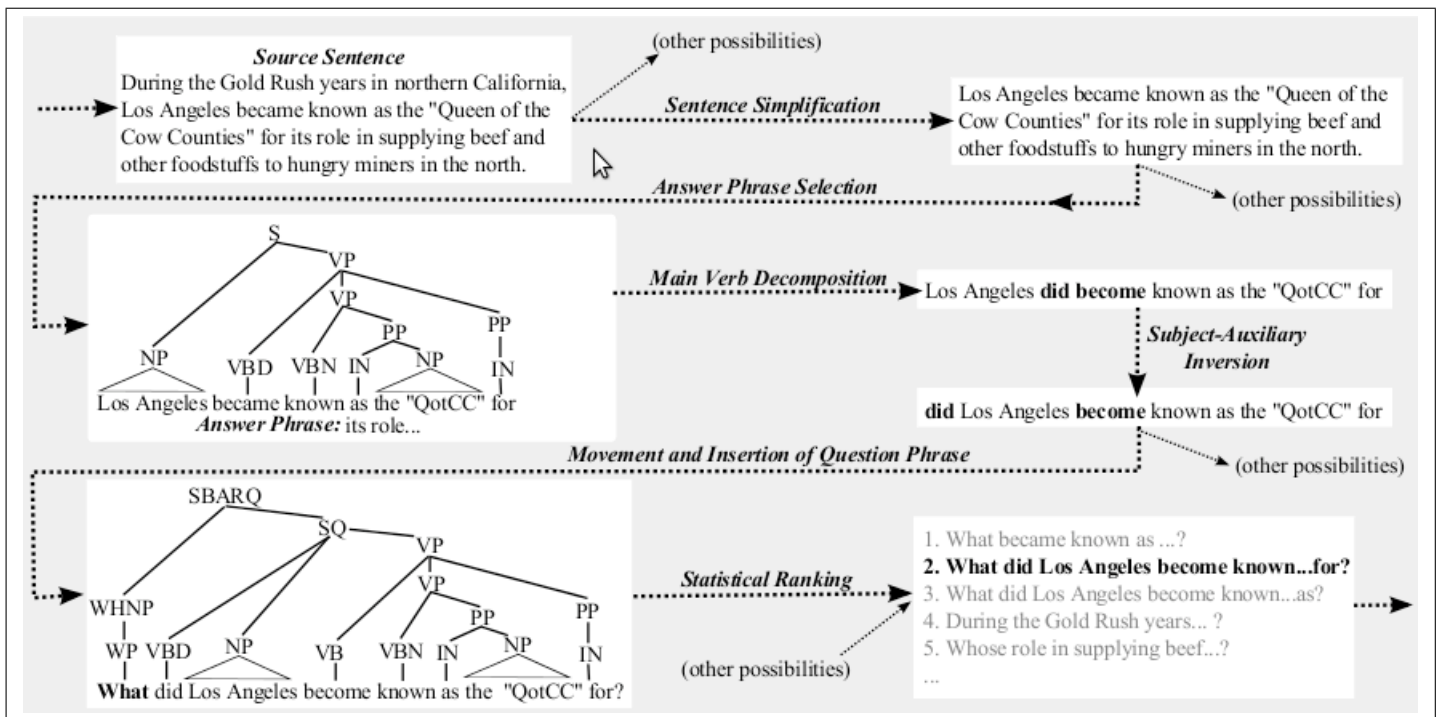 Source Sentence
(other possibilities)
During the Gold Rush years in northern California,
Los Angeles became known as the "Queen of the
Cow Counties" for its role in supplying beef and
other foodstuffs to hungry miners in the north.
Sentence Simplification
Los Angeles became known as the "Queen of the
Cow Counties" for its role in supplying beef and
other foodstuffs to hungry miners in the north.
Answer Phrase Selection
(other possibilities)
S
VP
VP
PP
PP
NP
VBD
VBN
IN
NP
IN
Los Angeles became known as the "QotCC" for
Answer Phrase: its role...
Main Verb Decomposition
Los Angeles did become known as the "QotCC" for
Subject-Auxiliary
Inversion
did Los Angeles become known as the "QotCC" for
Movement and Insertion of Question Phrase
(other possibilities)
SBARQ
SQ
VP
VP
WHNP
PP
PP
WP
VBD
NP
VB
VBN
IN
NP
IN
What did Los Angeles become known as the "QotCC" for?
Statistical Ranking
(other possibilities)
1. What became known as ...?
2. What did Los Angeles become known...for?
3. What did Los Angeles become known...as?
4. During the Gold Rush years... ?
5. Whose role in supplying beef...?
...